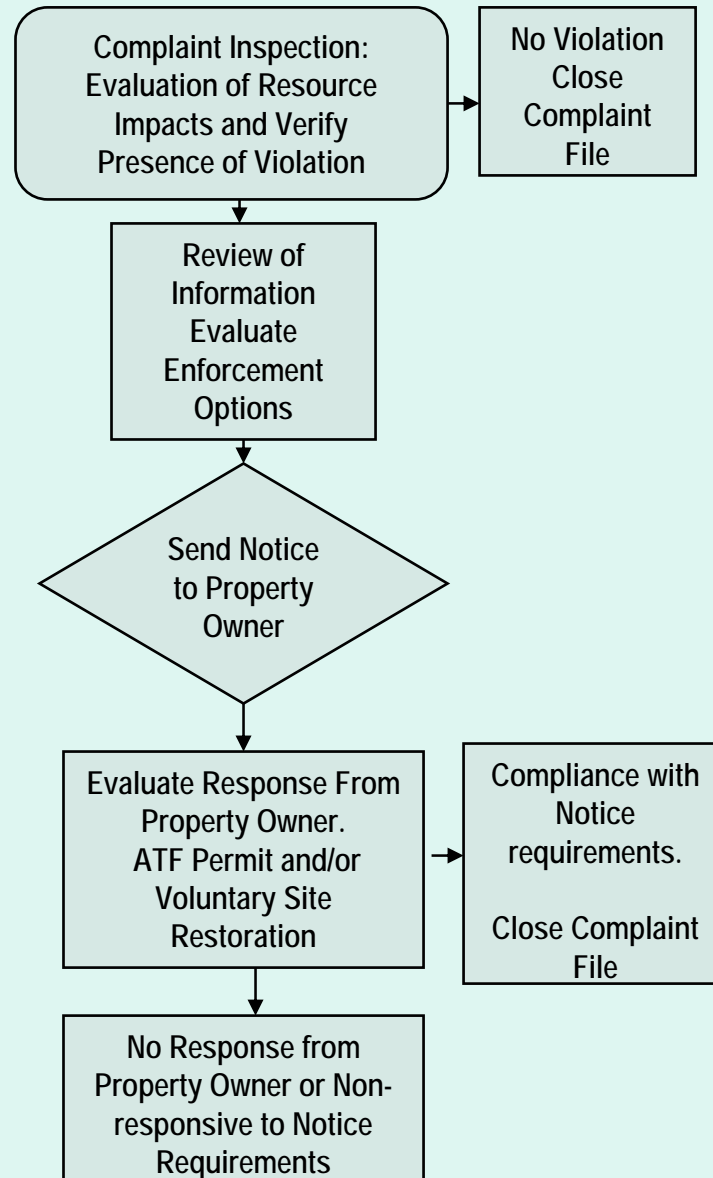 Complaint Inspection:
Evaluation of Resource
Impacts and Verify
Presence of Violation
No Violation
Close
Complaint
File
Review of
Information
Evaluate
Enforcement
Options
Send Notice
to Property
Owner
Evaluate Response From
Property Owner.
ATF Permit and/or
Voluntary Site
Restoration
Compliance with
Notice
requirements.
Close Complaint
File
No Response from
Property Owner or Non-
responsive to Notice
Requirements